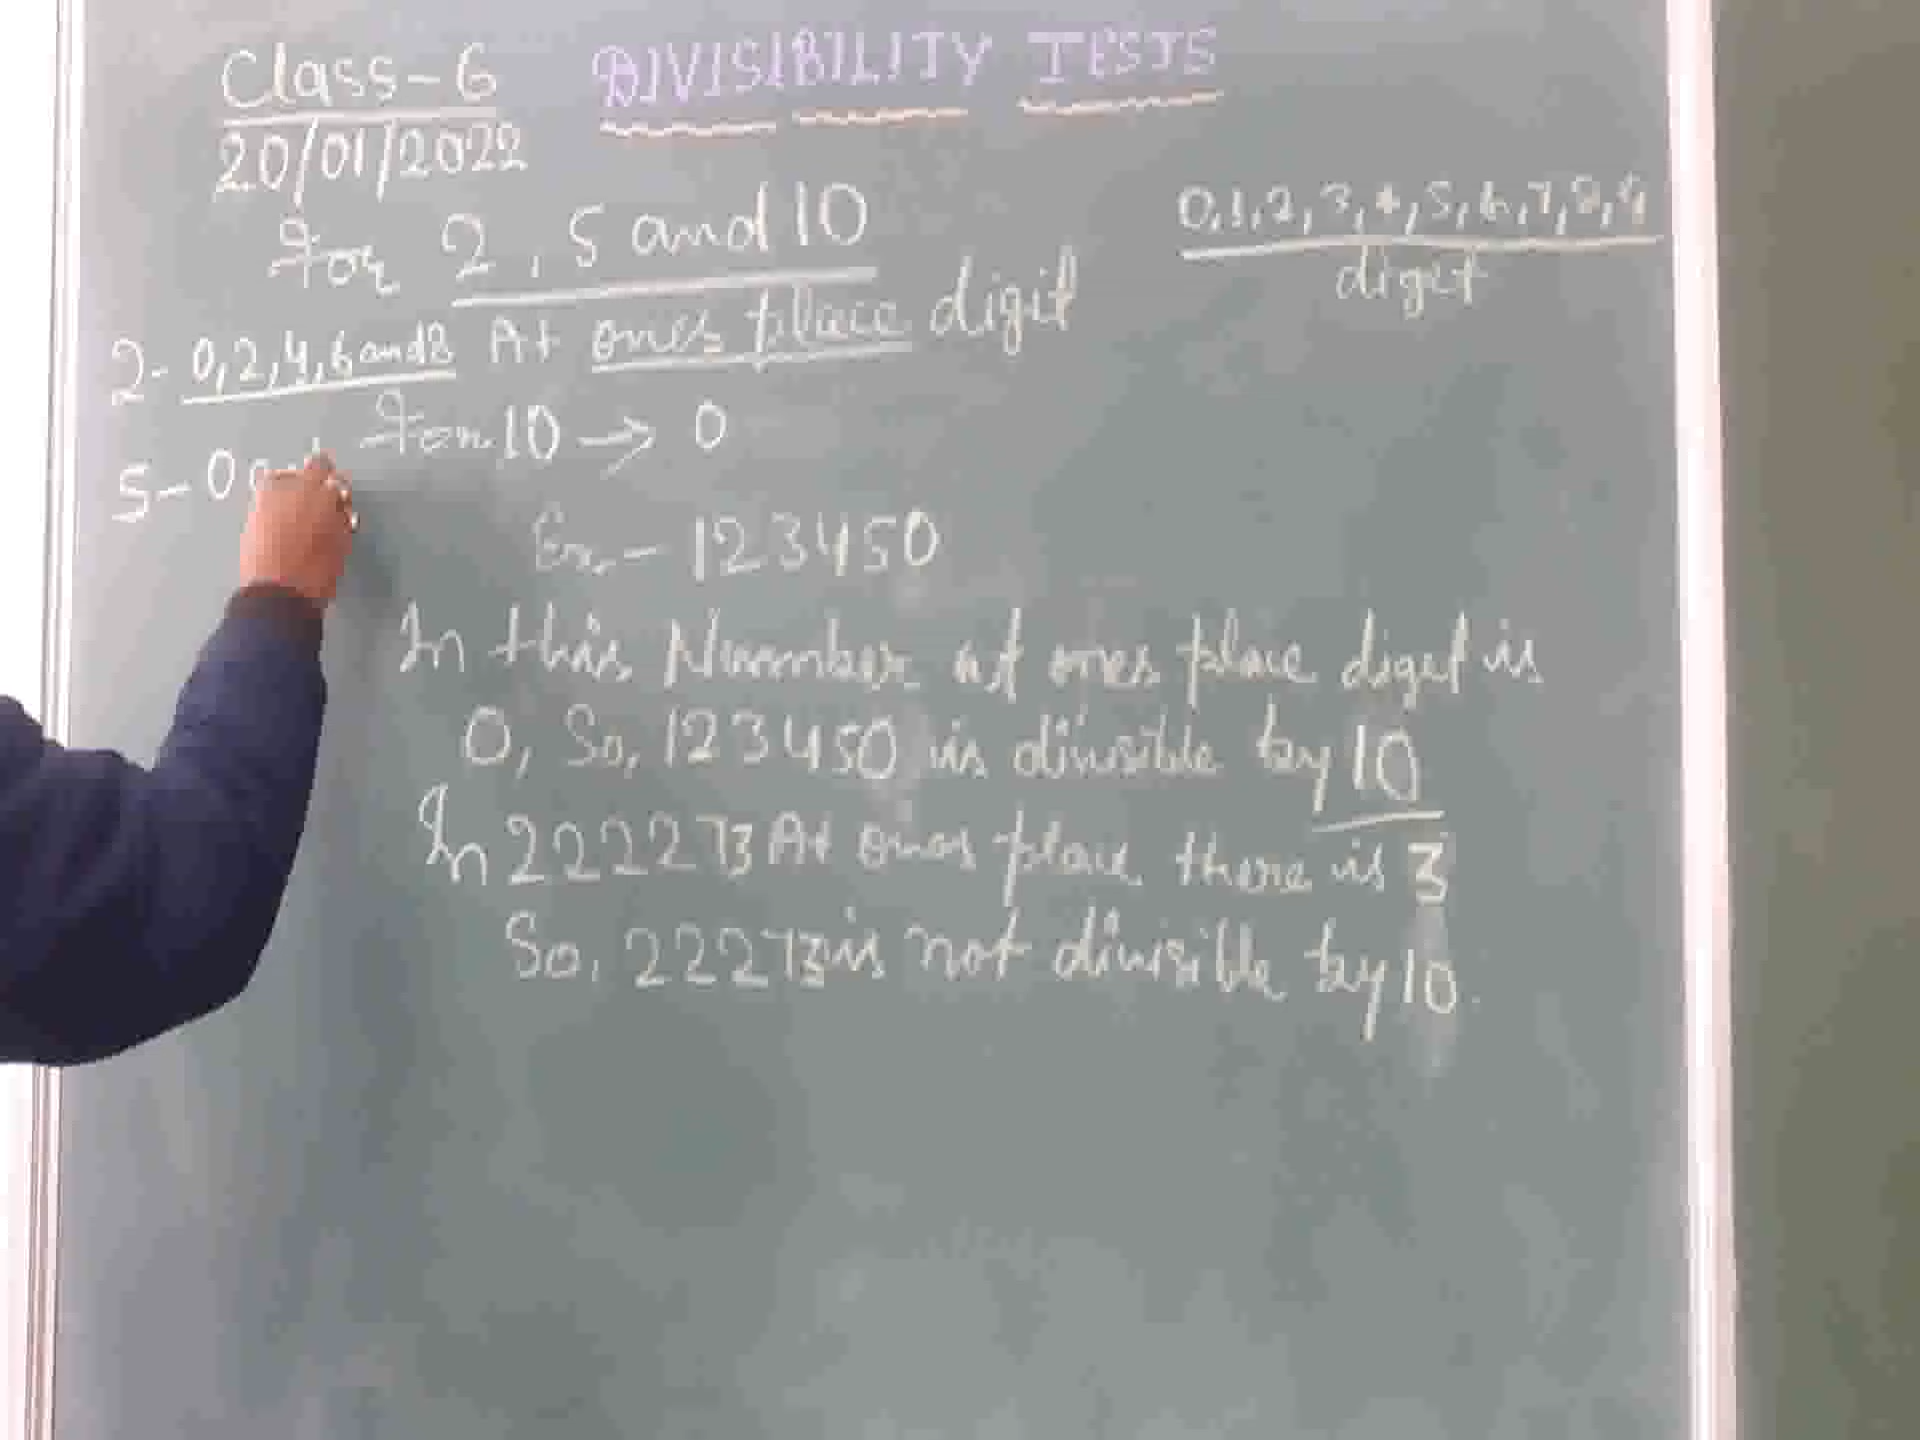 Class-6 DIVISIBILITY TESTS
20/01/2022
For 2, 5 and 10
0,1,2,3,4,5,6,7,8,9
digit
2- 0,2,4,6 and 8 At ones place digit
For 10 → 0
5-0
Ex - 123450
In this Number at ones place digit is
0, So, 123450 is divisible by 10
In 222273 At ones place there is 3
So, 22273 is not divisible by 10.